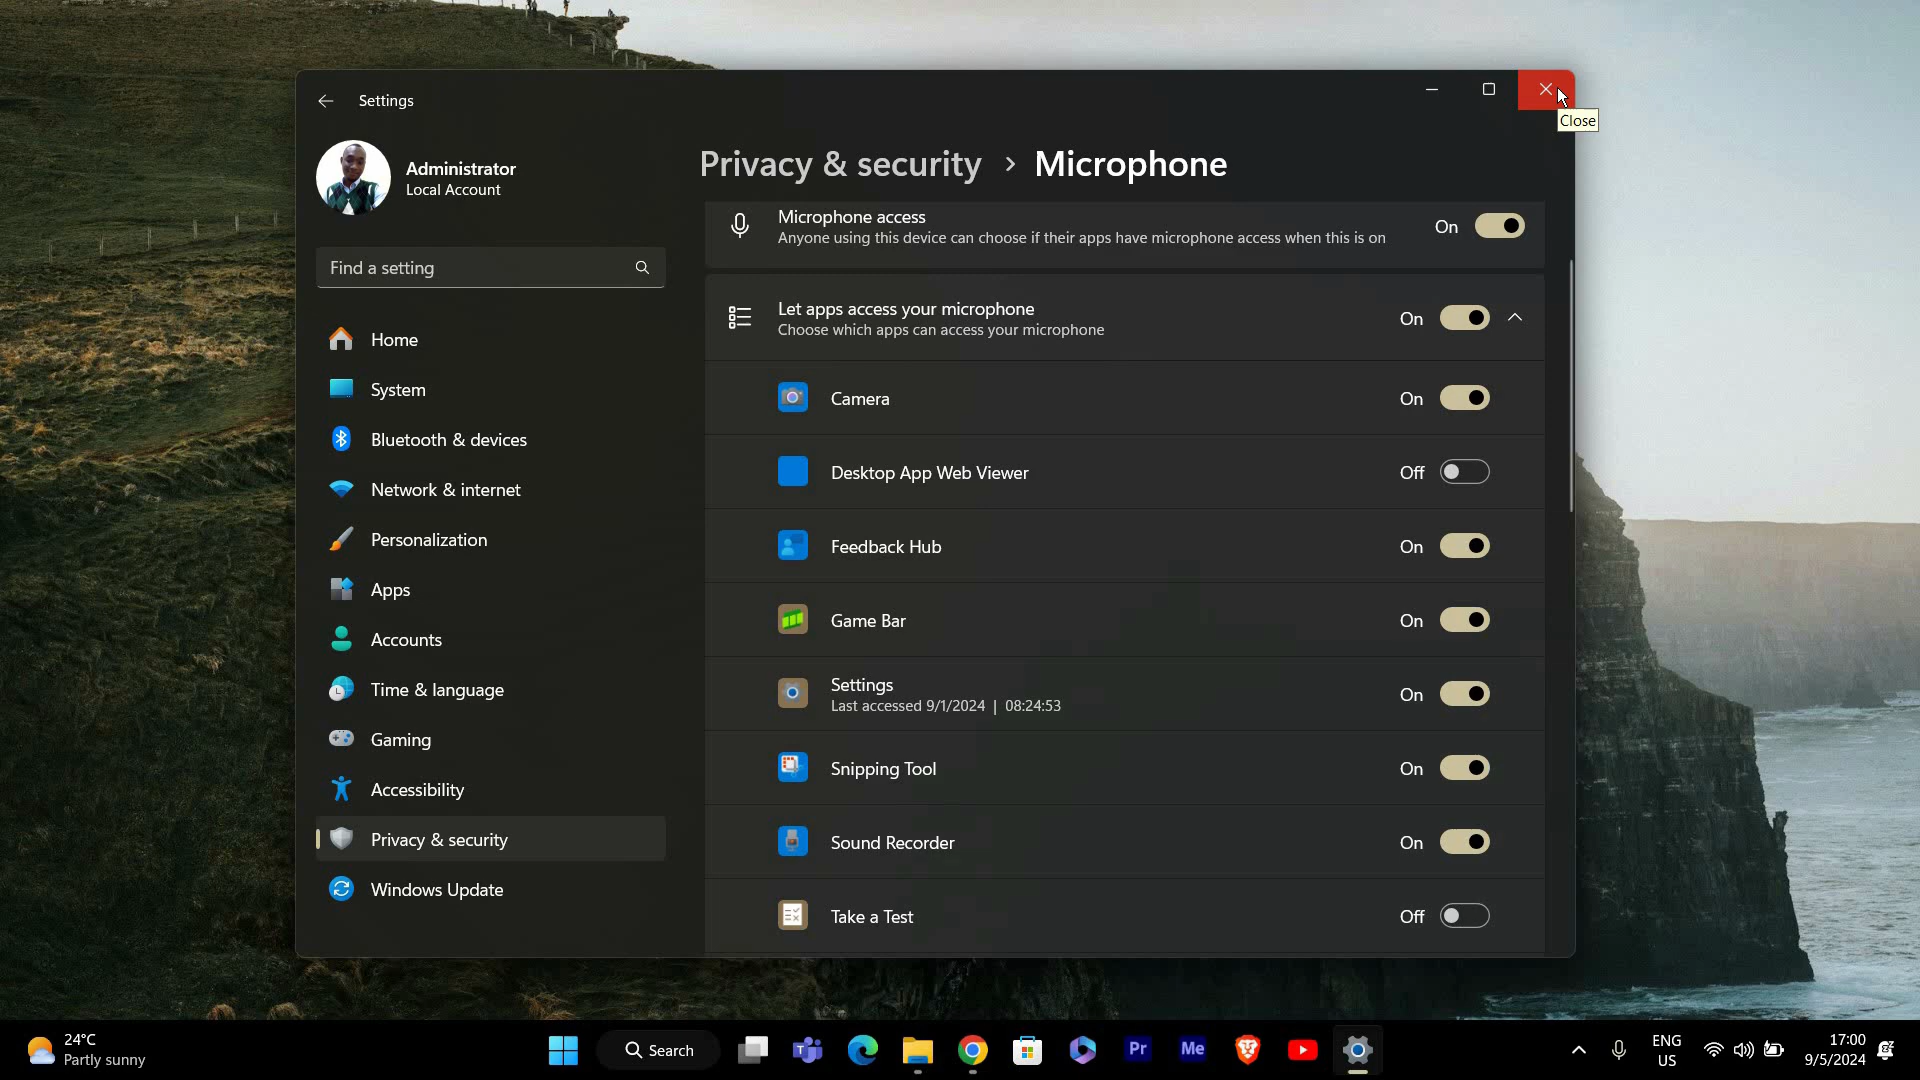 Settings
Close
Administrator
Local Account
Find a setting
Home
System
Bluetooth & devices
Network & internet
Personalization
Apps
Accounts
Time & language
Gaming
Accessibility
Privacy & security
Windows Update
Privacy & security > Microphone
Microphone access
Anyone using this device can choose if their apps have microphone access when this is on
On
Let apps access your microphone
Choose which apps can access your microphone
On
Camera
On
Desktop App Web Viewer
Off
Feedback Hub
On
Game Bar
On
Settings
Last accessed 9/1/2024 | 08:24:53
On
Snipping Tool
On
Sound Recorder
On
Take a Test
Off
24°C
Partly sunny
Search
Pr
Me
ENG
US
17:00
9/5/2024